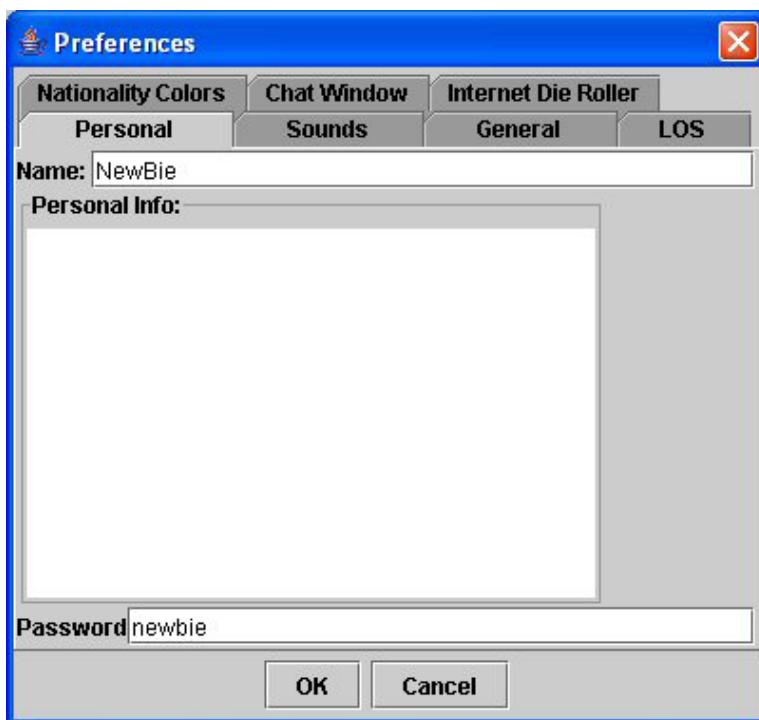 Preferences
Nationality Colors Chat Window Internet Die Roller
Personal Sounds General LOS
Name: NewBie
Personal Info:
Password newbie
OK Cancel